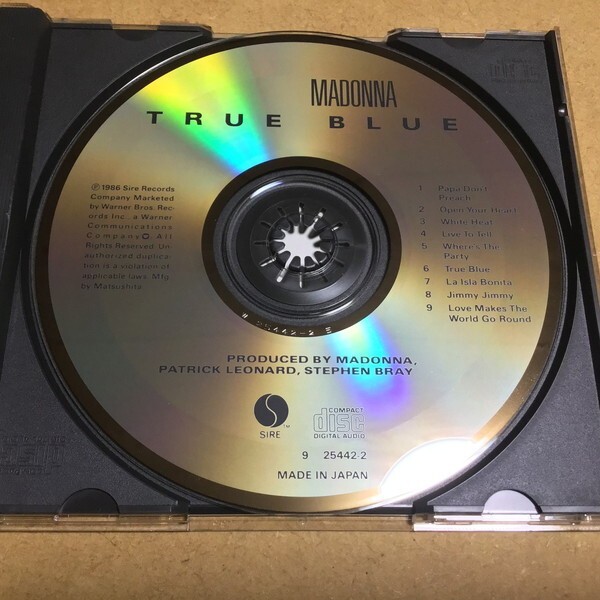 MADONNA
TRUE BLUE
℗ 1986 Sire Records
Company Marketed
by Warner Bros. Rec-
ords Inc., a Warner
Communications
Company. All
Rights Reserved. Un-
authorized duplica-
tion is a violation of
applicable laws. Mfg.
by Matsushita
1 Papa Don't
Preach
2 Open Your Heart
3 White Heat
4 Live To Tell
5 Where's The
Party
6 True Blue
7 La Isla Bonita
8 Jimmy Jimmy
9 Love Makes The
World Go Round
PRODUCED BY MADONNA,
PATRICK LEONARD, STEPHEN BRAY
S
SIRE ™
COMPACT
disc
DIGITAL AUDIO
9 25442-2
MADE IN JAPAN